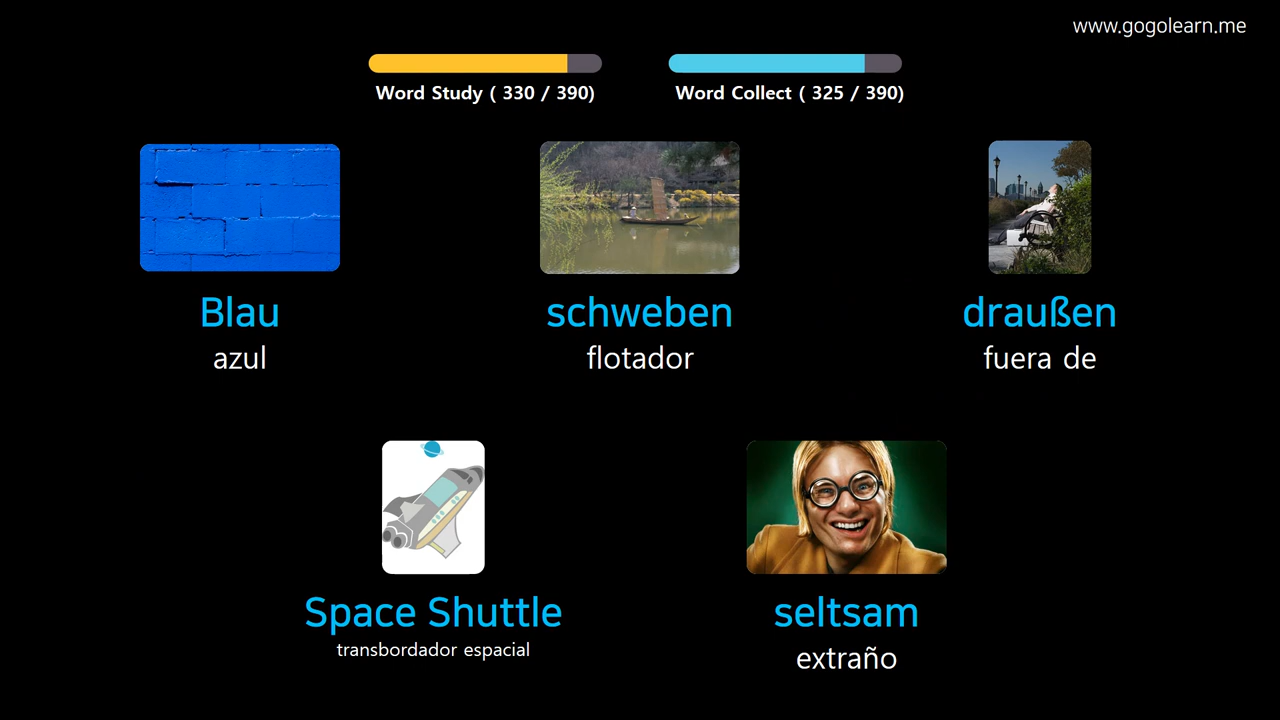 www.gogolearn.me
Word Study ( 330 / 390)
Word Collect ( 325 / 390)
Blau
azul
schweben
flotador
draußen
fuera de
Space Shuttle
transbordador espacial
seltsam
extraño